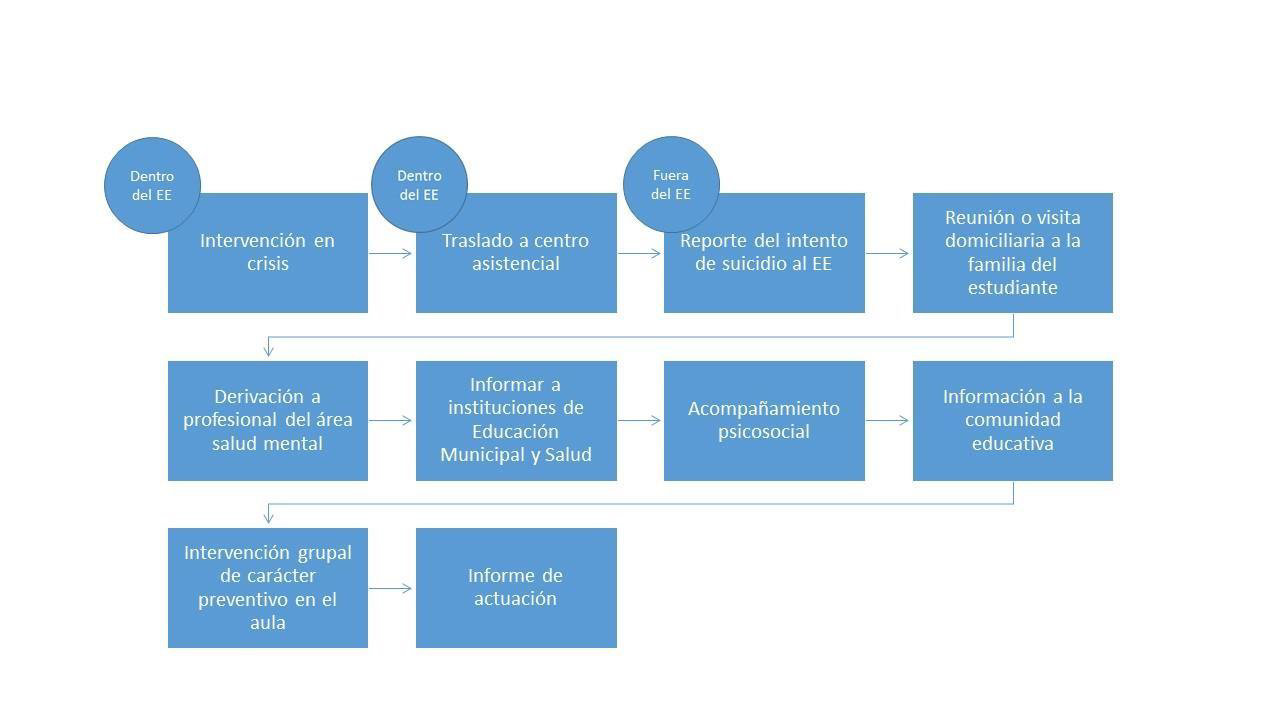 Dentro
del EE
Intervención en
crisis
Dentro
del EE
Traslado a centro
asistencial
Fuera
del EE
Reporte del intento
de suicidio al EE
Reunión o visita
domiciliaria a la
familia del
estudiante
Derivación a
profesional del área
salud mental
Informar a
instituciones de
Educación
Municipal y Salud
Acompañamiento
psicosocial
Información a la
comunidad
educativa
Intervención grupal
de carácter
preventivo en el
aula
Informe de
actuación